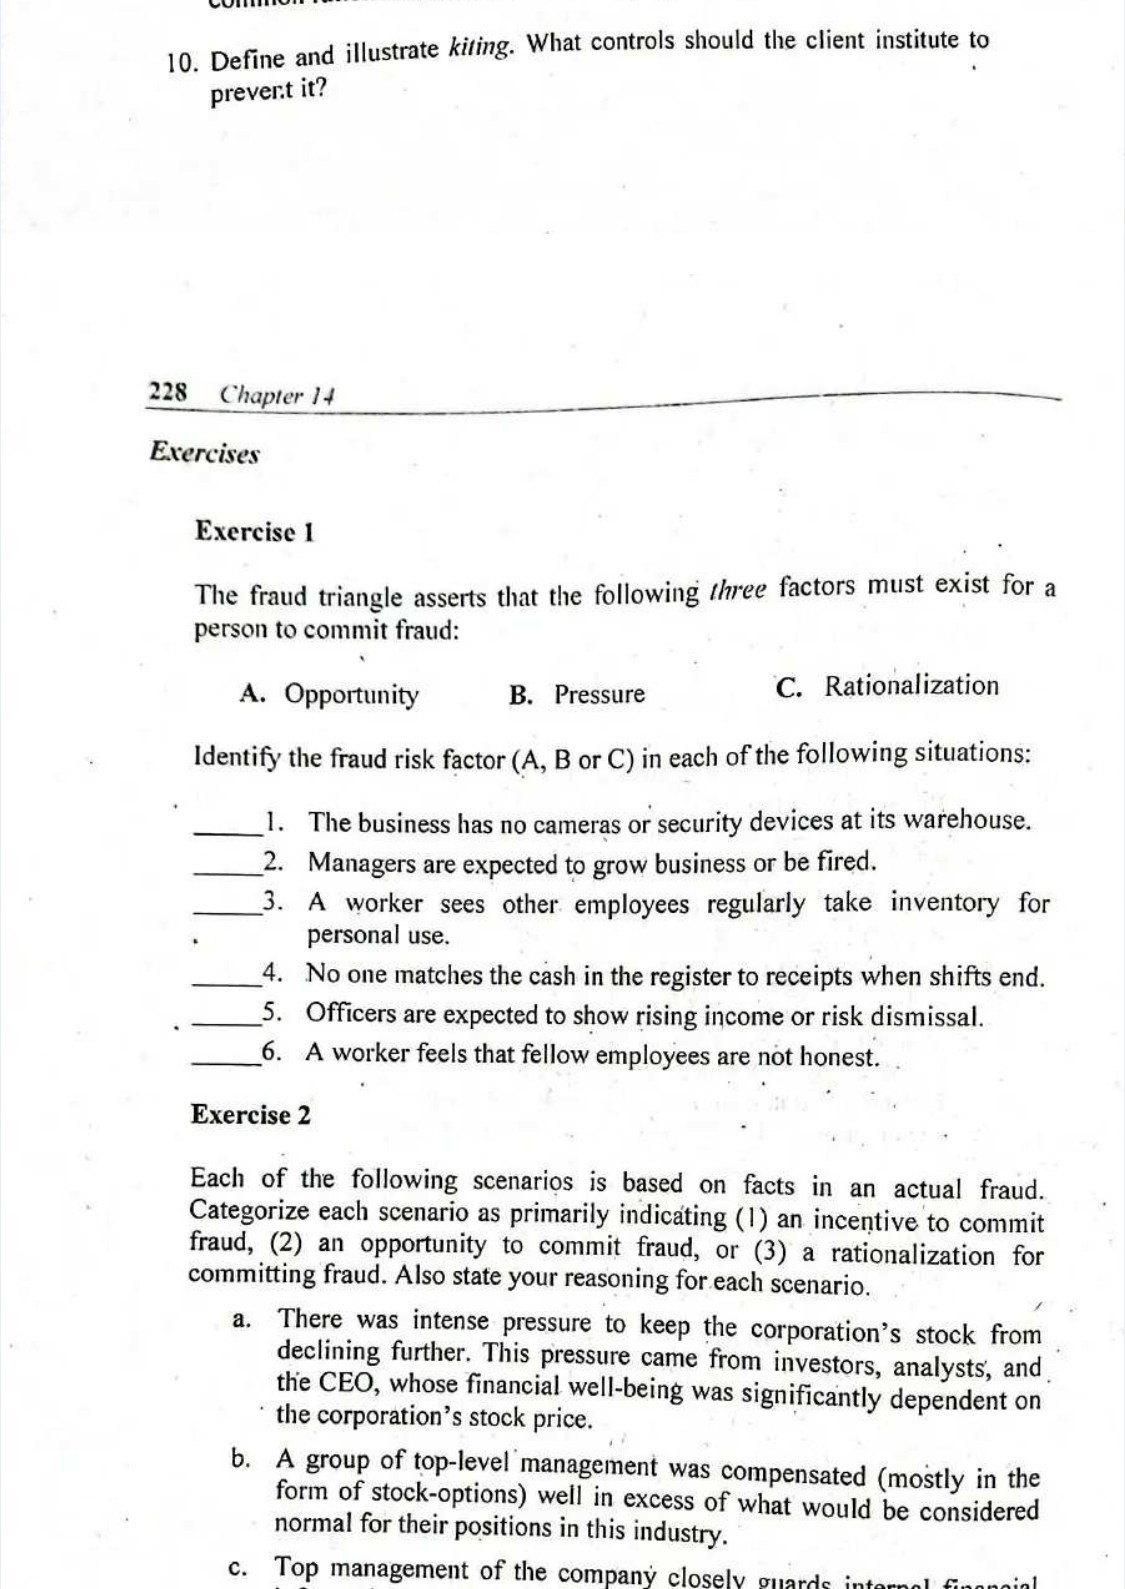 10. Define and illustrate kiting. What controls should the client institute to
prevent it?
228 Chapter 14
Exercises
Exercise 1
The fraud triangle asserts that the following three factors must exist for a
person to commit fraud:
A. Opportunity B. Pressure C. Rationalization
Identify the fraud risk factor (A, B or C) in each of the following situations:
______1. The business has no cameras or security devices at its warehouse.
______2. Managers are expected to grow business or be fired.
______3. A worker sees other employees regularly take inventory for
personal use.
______4. No one matches the cash in the register to receipts when shifts end.
______5. Officers are expected to show rising income or risk dismissal.
______6. A worker feels that fellow employees are not honest.
Exercise 2
Each of the following scenarios is based on facts in an actual fraud.
Categorize each scenario as primarily indicating (1) an incentive to commit
fraud, (2) an opportunity to commit fraud, or (3) a rationalization for
committing fraud. Also state your reasoning for each scenario.
a. There was intense pressure to keep the corporation's stock from
declining further. This pressure came from investors, analysts, and
the CEO, whose financial well-being was significantly dependent on
the corporation's stock price.
b. A group of top-level management was compensated (mostly in the
form of stock-options) well in excess of what would be considered
normal for their positions in this industry.
c. Top management of the company closely guards internal financial